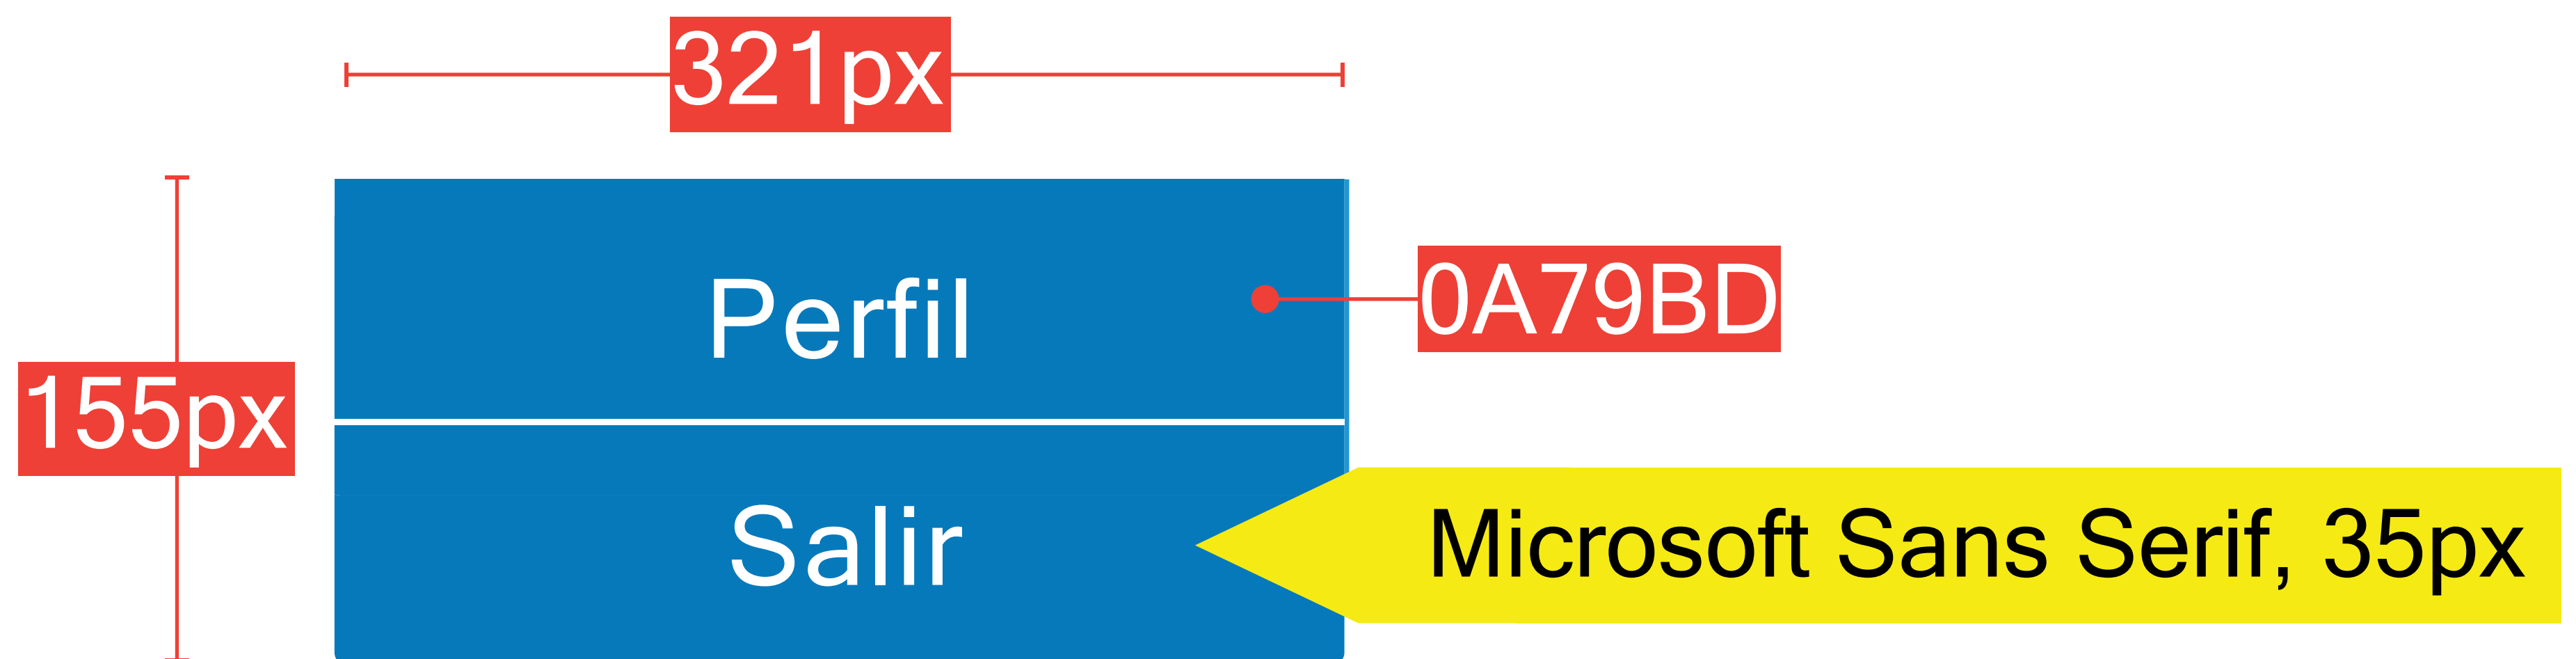 321px
Perfil
0A79BD
155px
Salir
Microsoft Sans Serif, 35px